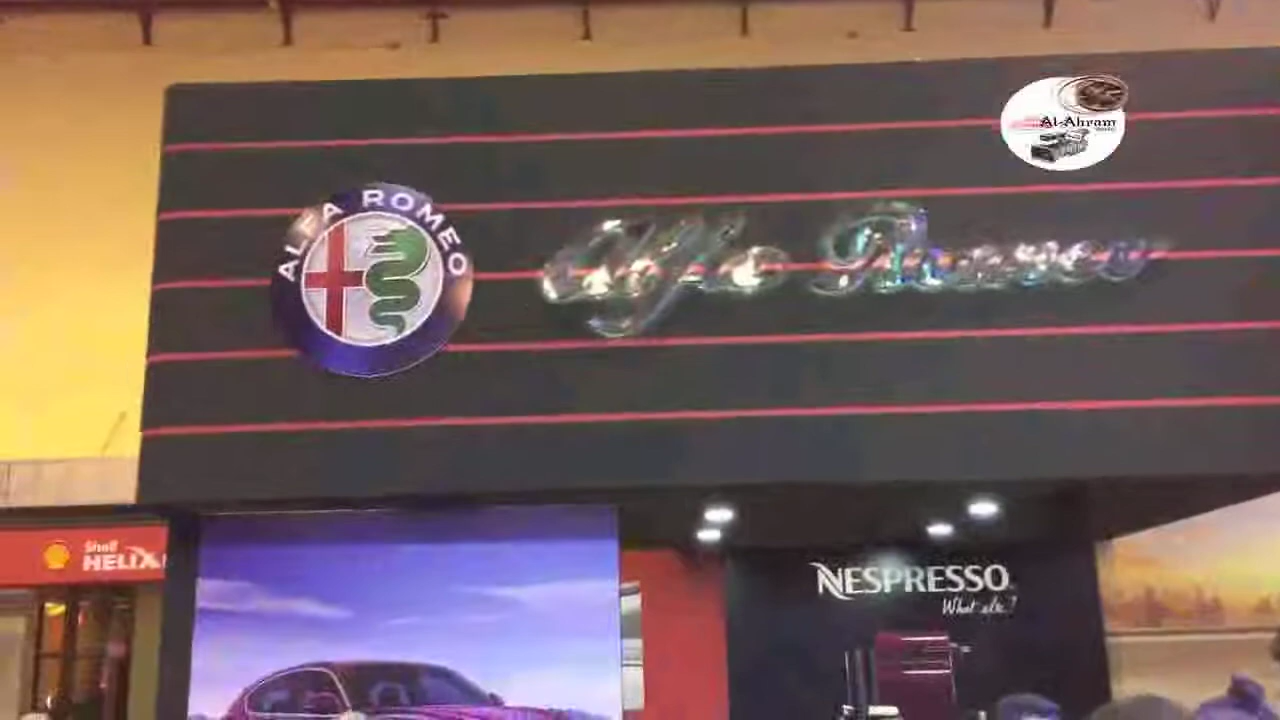 Al-Ahram
ALFA ROMEO
Alfa Romeo
Shell
HELIX
NESPRESSO
What else?